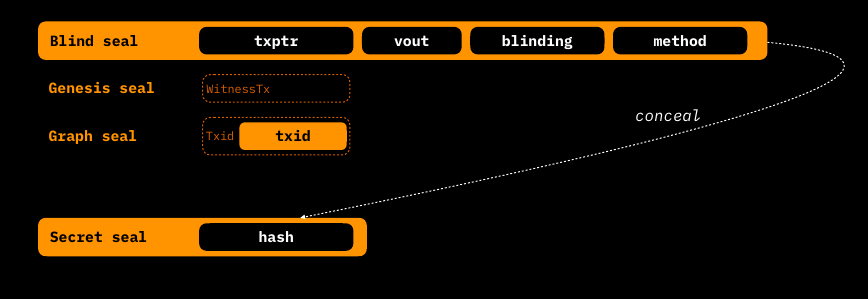 Blind seal txptr vout blinding method
Genesis seal WitnessTx
conceal
Graph seal Txid txid
Secret seal hash